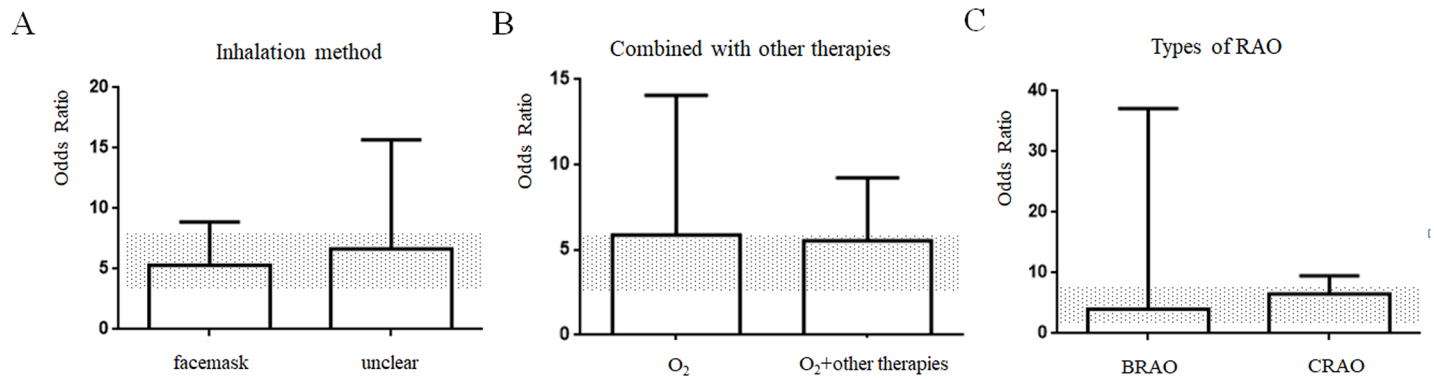 A
Inhalation method
Odds Ratio
20
15
10
5
0
facemask
unclear
B
Combined with other therapies
Odds Ratio
15
10
5
0
O₂
O₂+other therapies
C
Types of RAO
Odds Ratio
40
30
20
10
0
BRAO
CRAO